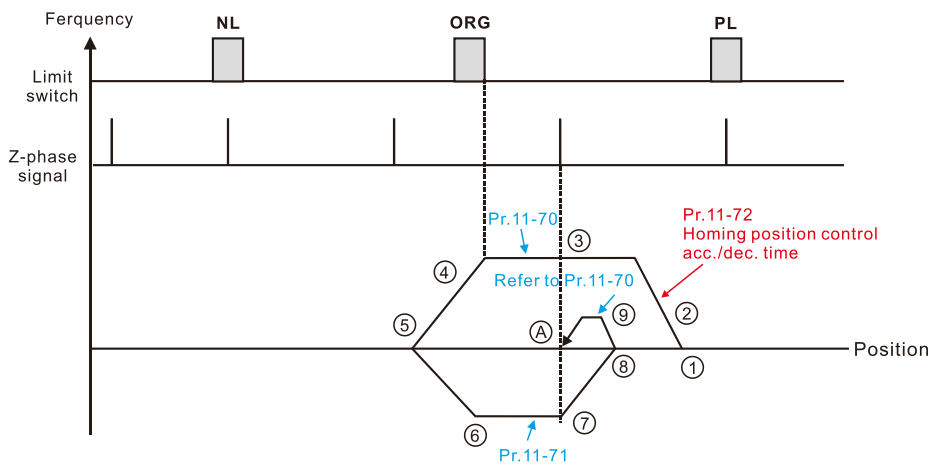 Ferquency
NL
ORG
PL
Limit
switch
Z-phase
signal
Pr.11-70
③
Pr.11-72
Homing position control
acc./dec. time
④
Refer to Pr.11-70
⑤
Ⓐ
⑨
②
Position
⑧
①
⑥
⑦
Pr.11-71